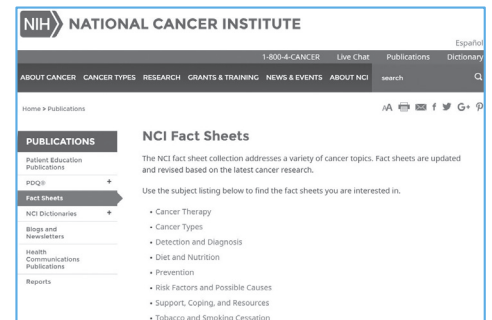 NIH NATIONAL CANCER INSTITUTE
Español
1-800-4-CANCER Live Chat Publications Dictionary
ABOUT CANCER CANCER TYPES RESEARCH GRANTS & TRAINING NEWS & EVENTS ABOUT NCI search
Home > Publications
AA f G+
PUBLICATIONS
Patient Education
Publications
PDQ® +
Fact Sheets
NCI Dictionaries +
Blogs and
Newsletters
Health
Communications
Publications
Reports
NCI Fact Sheets
The NCI fact sheet collection addresses a variety of cancer topics. Fact sheets are updated
and revised based on the latest cancer research.
Use the subject listing below to find the fact sheets you are interested in.
• Cancer Therapy
• Cancer Types
• Detection and Diagnosis
• Diet and Nutrition
• Prevention
• Risk Factors and Possible Causes
• Support, Coping, and Resources
• Tobacco and Smoking Cessation